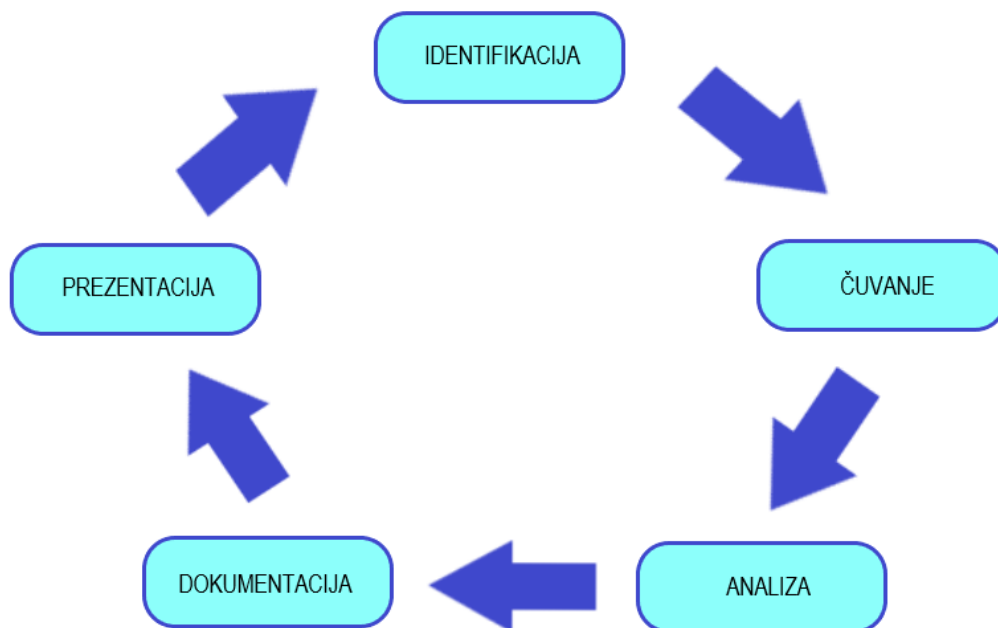 IDENTIFIKACIJA
ČUVANJE
ANALIZA
DOKUMENTACIJA
PREZENTACIJA